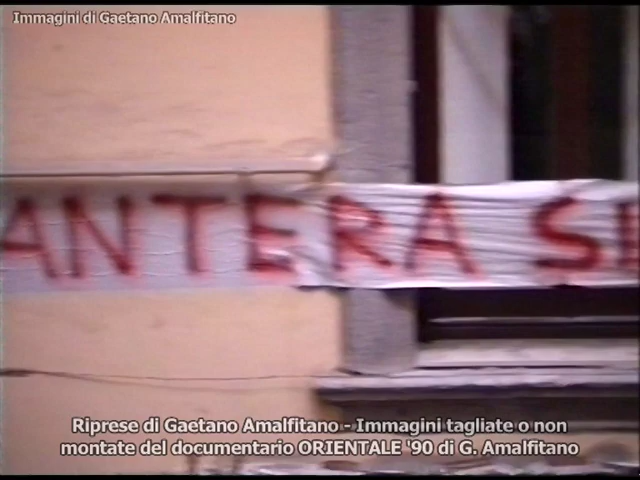 Immagini di Gaetano Amalfitano
ANTERA SI
Riprese di Gaetano Amalfitano - Immagini tagliate o non
montate del documentario ORIENTALE '90 di G. Amalfitano